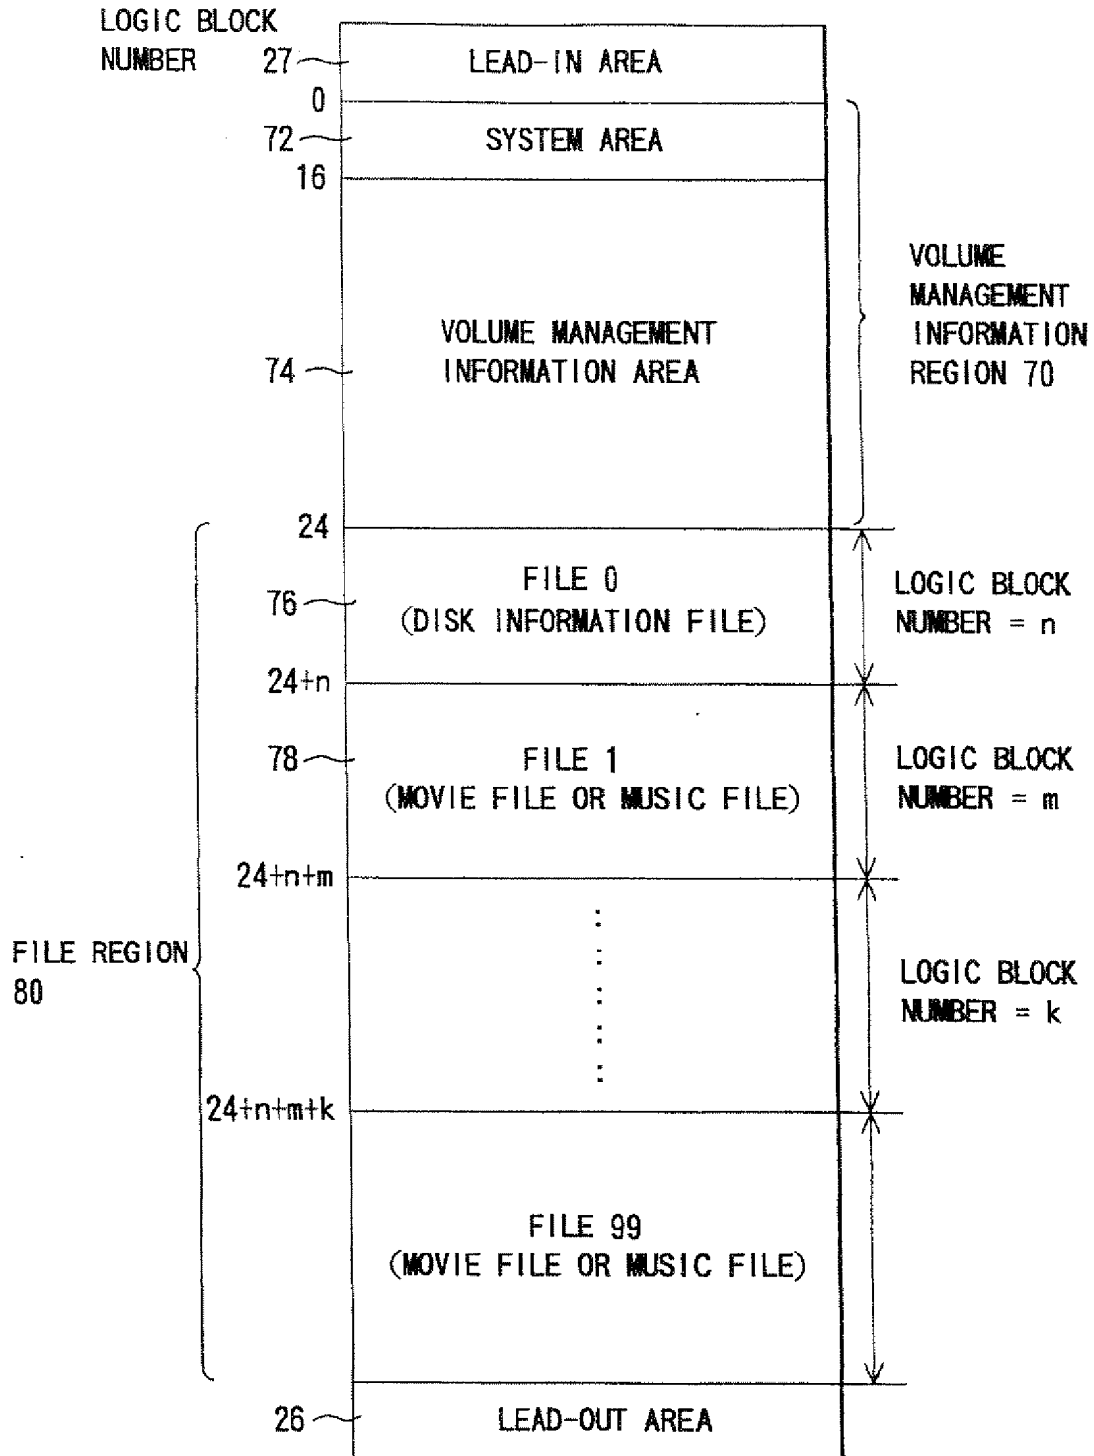 LOGIC BLOCK
NUMBER
27
LEAD-IN AREA
0
72
SYSTEM AREA
16
VOLUME
MANAGEMENT
INFORMATION
REGION 70
VOLUME MANAGEMENT
INFORMATION AREA
74
24
FILE 0
(DISK INFORMATION FILE)
76
LOGIC BLOCK
NUMBER = n
24+n
78
FILE 1
(MOVIE FILE OR MUSIC FILE)
LOGIC BLOCK
NUMBER = m
24+n+m
FILE REGION
80
LOGIC BLOCK
NUMBER = k
24+n+m+k
FILE 99
(MOVIE FILE OR MUSIC FILE)
26
LEAD-OUT AREA